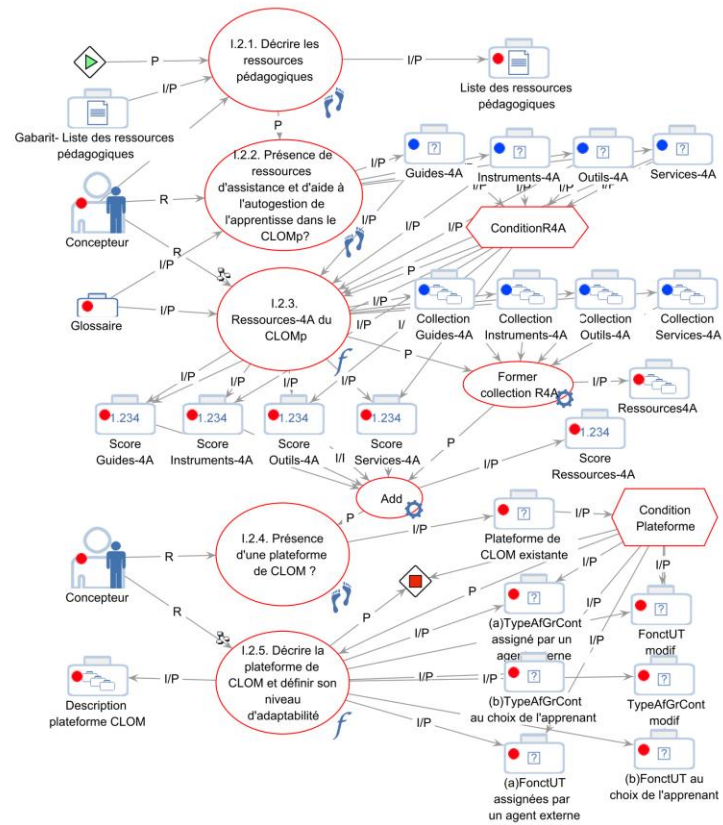 I.2.1. Décrire les
ressources
pédagogiques
P
I/P
I/P
Liste des ressources
pédagogiques
Gabarit- Liste des ressources
pédagogiques
P
I.2.2. Présence de
ressources
d'assistance et d'aide à
l'autogestion de
l'apprentisse dans le
CLOMp?
I/P
Guides-4A
Instruments-4A
Outils-4A
Services-4A
R
Concepteur
R
I/P
I/P
I/P
I/P
I/P
I/P
ConditionR4A
P
Glossaire
I/P
I/P
I.2.3.
Ressources-4A du
CLOMp
I/P
I/P
I/
Collection
Guides-4A
Collection
Instruments-4A
Collection
Outils-4A
Collection
Services-4A
P
Former
collection R4A
I/P
Ressources4A
I/P
I/P
I/P
I/P
1.234
1.234
1.234
1.234
Score
Guides-4A
Score
Instruments-4A
Score
Outils-4A
Score
Services-4A
P
1.234
Score
Ressources-4A
I/I
I/P
Add
P
I.2.4. Présence
d'une plateforme
de CLOM ?
I/P
Plateforme de
CLOM existante
I/P
Condition
Plateforme
R
Concepteur
R
P
P
I/P
I/P
I/P
I/P
(a)TypeAfGrCont
assigné par un
agent externe
FonctUT
modif
I.2.5. Décrire la
plateforme de
CLOM et définir son
niveau
d'adaptabilité
I/P
Description
plateforme CLOM
I/P
(b)TypeAfGrCont
au choix de l'apprenant
TypeAfGrCont
modif
I/P
I/P
(a)FonctUT
assignées par
un agent externe
(b)FonctUT au
choix de l'apprenant